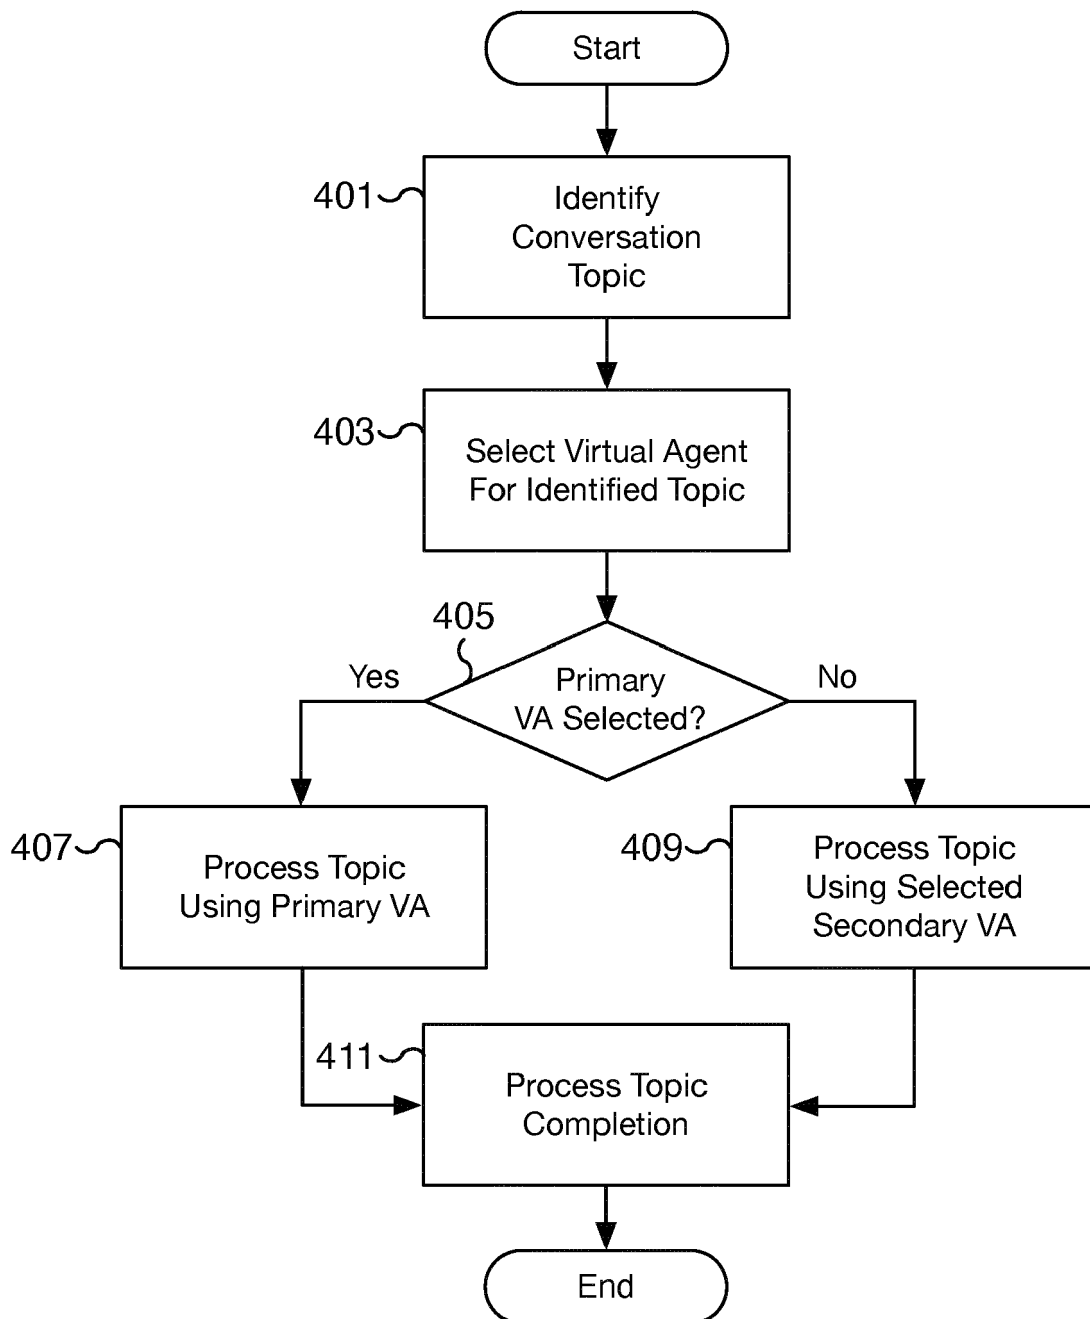 Start
401
Identify
Conversation
Topic
403
Select Virtual Agent
For Identified Topic
405
Yes
Primary
VA Selected?
No
407
Process Topic
Using Primary VA
409
Process Topic
Using Selected
Secondary VA
411
Process Topic
Completion
End